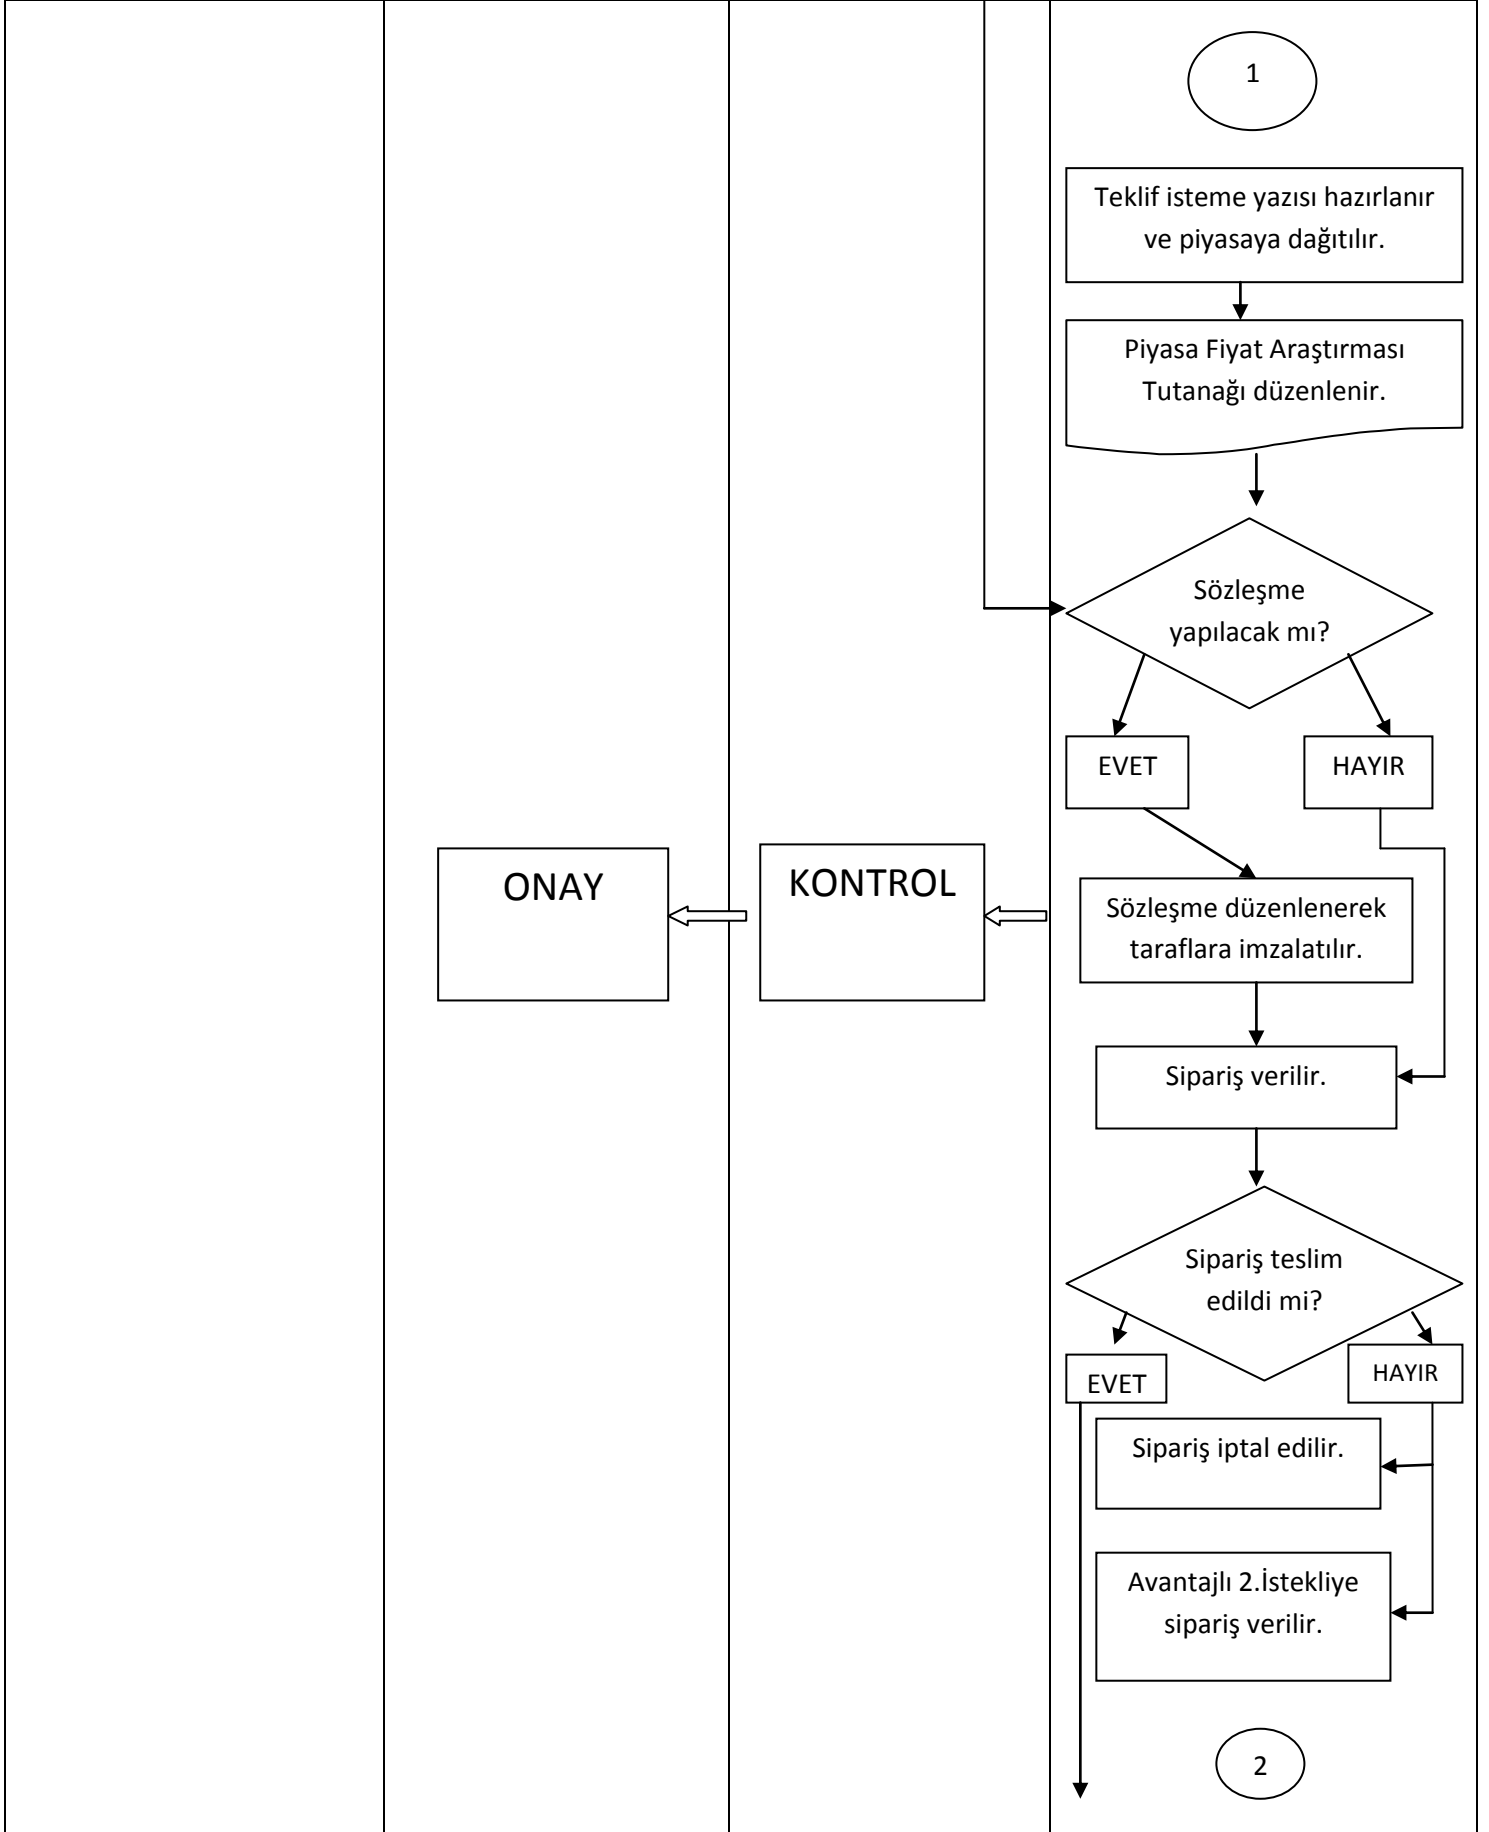 1
Teklif isteme yazısı hazırlanır
ve piyasaya dağıtılır.
Piyasa Fiyat Araştırması
Tutanağı düzenlenir.
Sözleşme
yapılacak mı?
EVET
HAYIR
ONAY
KONTROL
Sözleşme düzenlenerek
taraflara imzalatılır.
Sipariş verilir.
Sipariş teslim
edildi mi?
EVET
HAYIR
Sipariş iptal edilir.
Avantajlı 2.İstekliye
sipariş verilir.
2